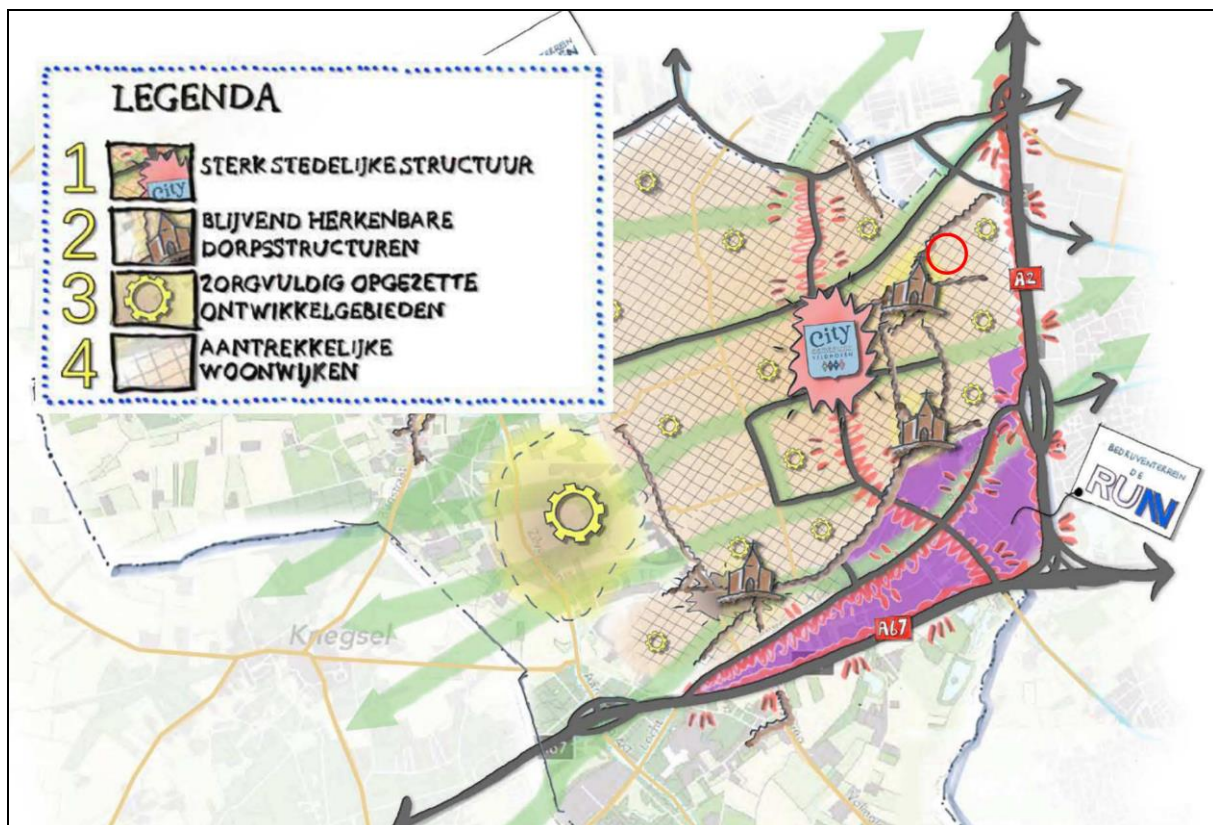 LEGENDA
1 STERK STEDELIJKE STRUCTUUR
City
2 BLIJVEND HERKENBARE
DORPSSTRUCTUREN
3 ZORGVULDIG OPGEZETTE
ONTWIKKELGEBIEDEN
4 AANTREKKELIJKE
WOONWIJKEN
A2
City
BEDRIJVENTERREIN
DE
RUN
Knegsel
A67